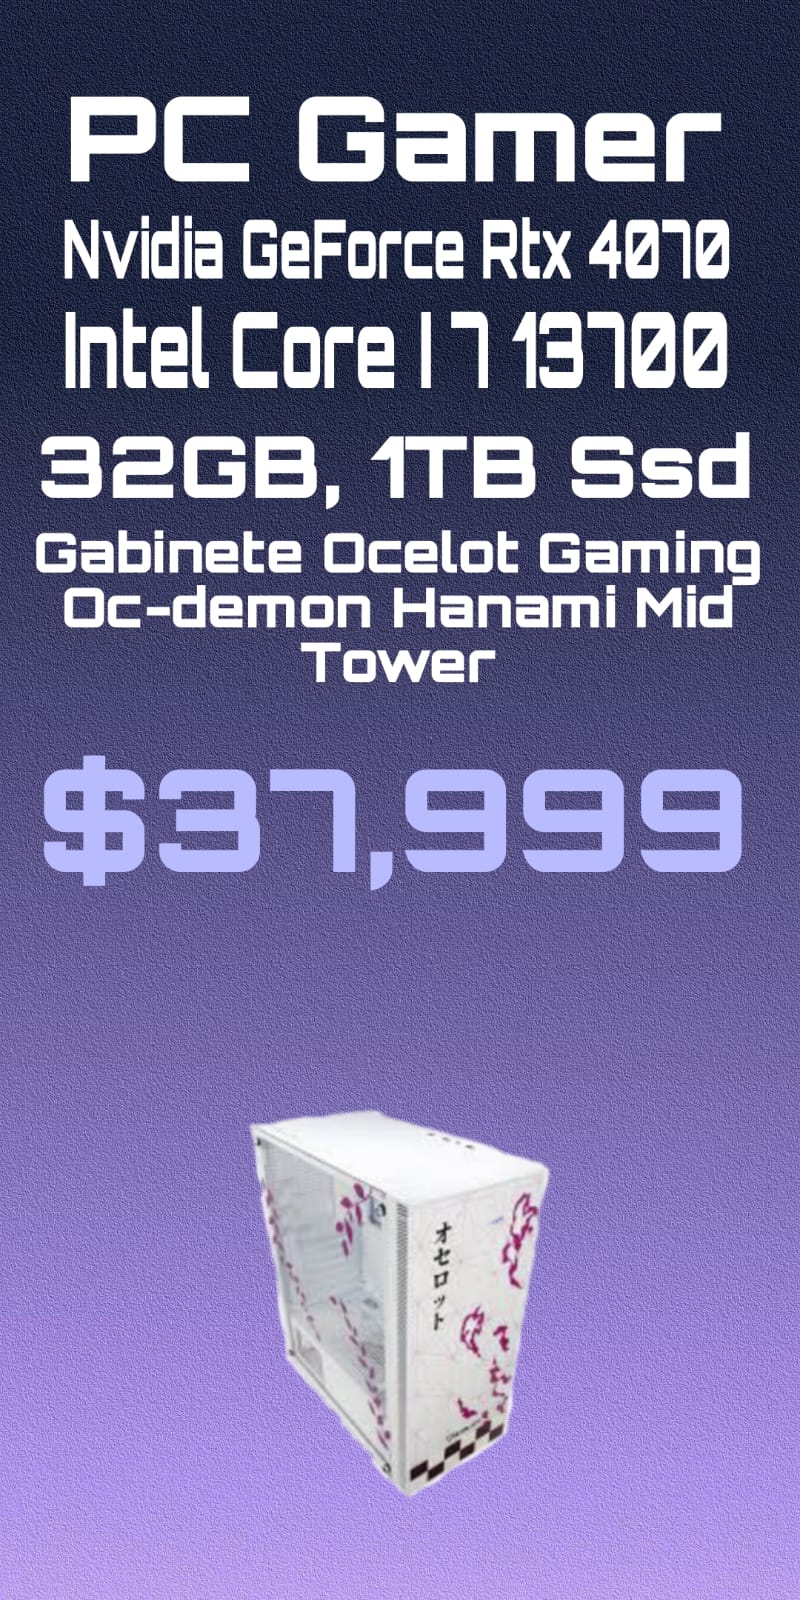 PC Gamer
Nvidia GeForce Rtx 4070
Intel Core I 7 13700
32GB, 1TB Ssd
Gabinete Ocelot Gaming
Oc-demon Hanami Mid
Tower
$37,999
オセロット